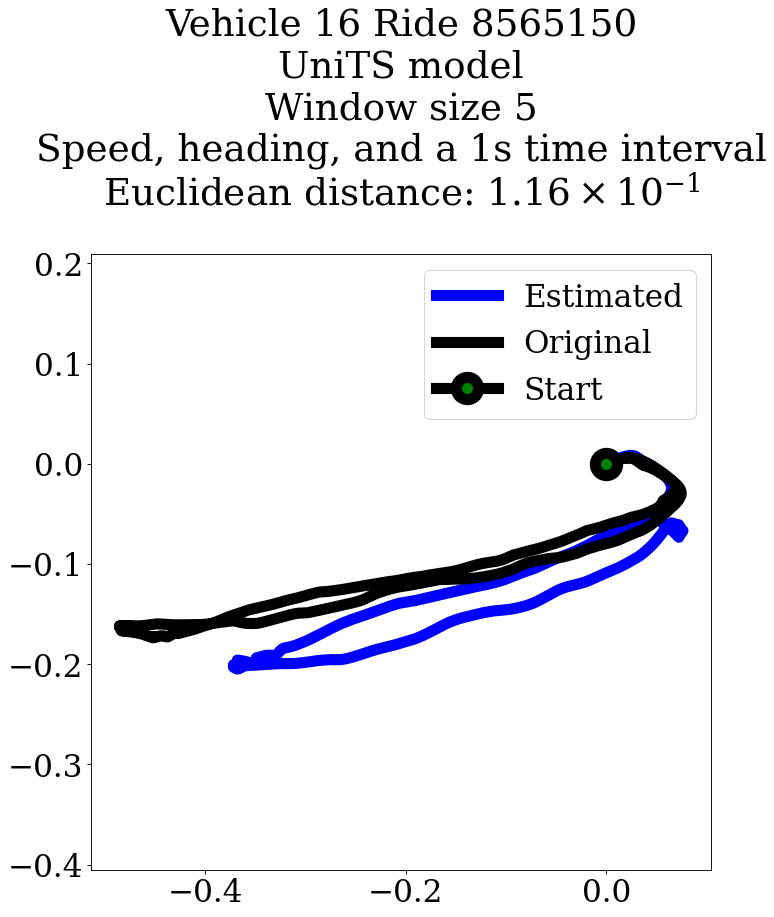 Vehicle 16 Ride 8565150
UniTS model
Window size 5
Speed, heading, and a 1s time interval
Euclidean distance: 1.16 × 10⁻¹
Estimated
Original
Start
0.2
0.1
0.0
−0.1
−0.2
−0.3
−0.4
−0.4 −0.2 0.0